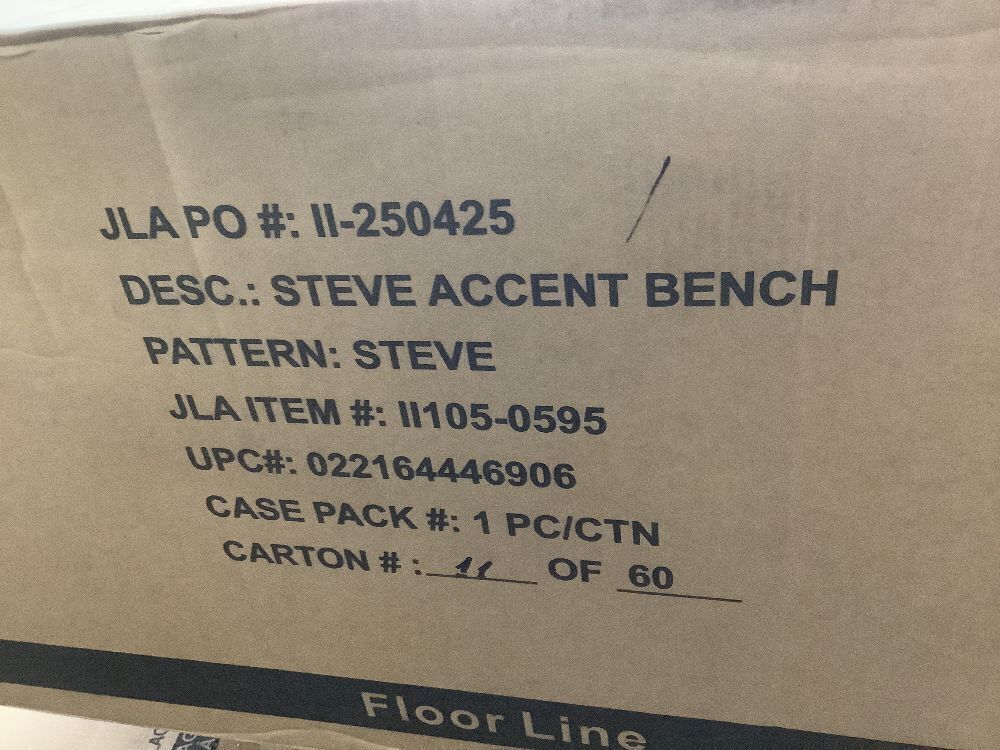 JLA PO #: II-250425
DESC.: STEVE ACCENT BENCH
PATTERN: STEVE
JLA ITEM #: II105-0595
UPC#: 022164446906
CASE PACK #: 1 PC/CTN
CARTON # : 11 OF 60
Floor Line